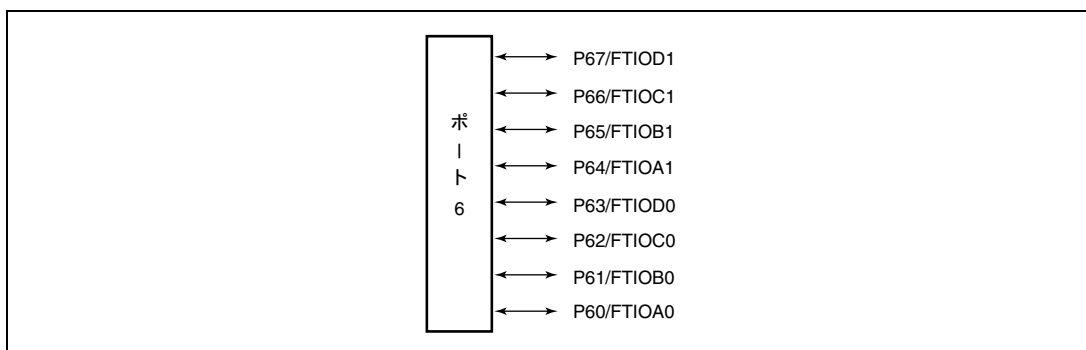 ポート6
P67/FTIOD1
P66/FTIOC1
P65/FTIOB1
P64/FTIOA1
P63/FTIOD0
P62/FTIOC0
P61/FTIOB0
P60/FTIOA0